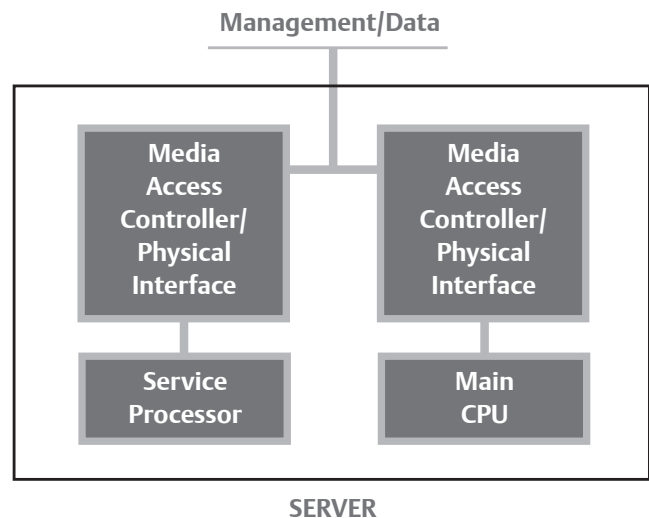 Management/Data
Media
Access
Controller/
Physical
Interface
Media
Access
Controller/
Physical
Interface
Service
Processor
Main
CPU
SERVER